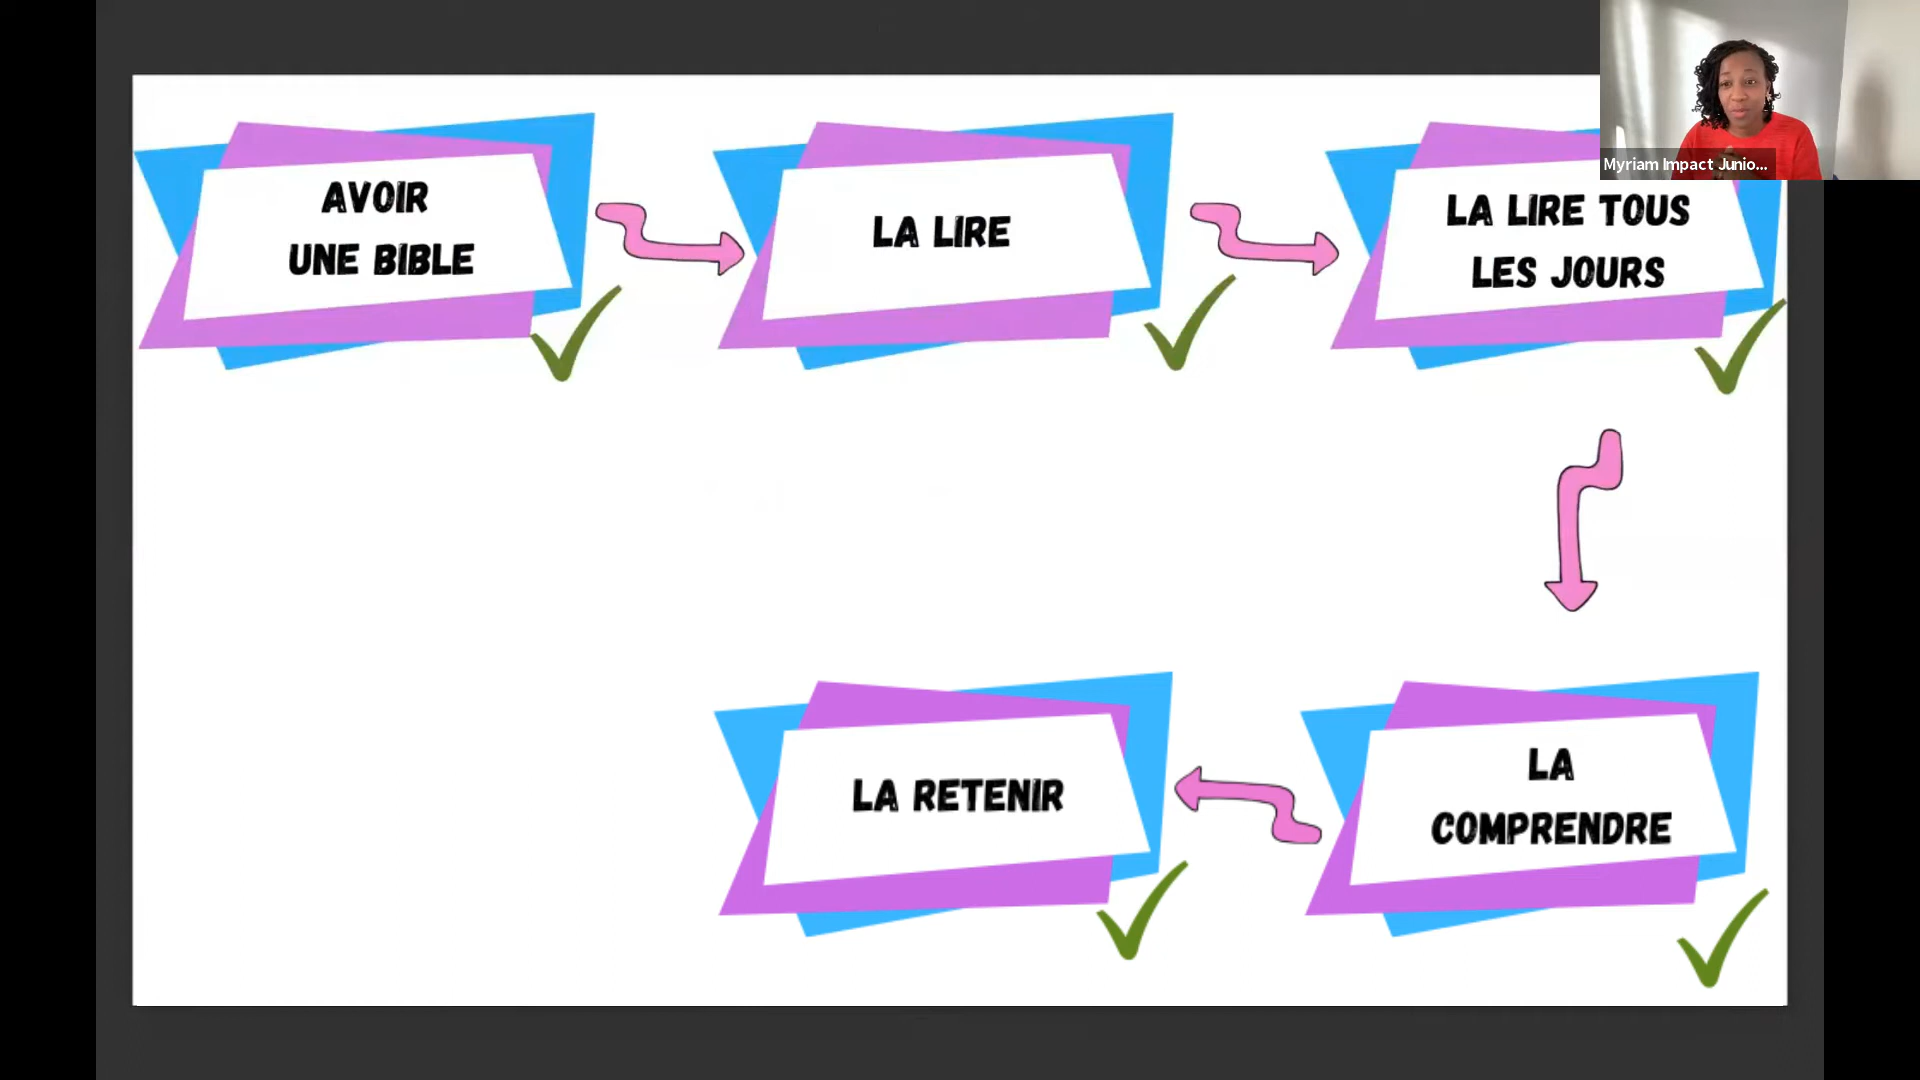 AVOIR
UNE BIBLE
LA LIRE
LA LIRE TOUS
LES JOURS
Myriam Impact Junio...
LA RETENIR
LA
COMPRENDRE